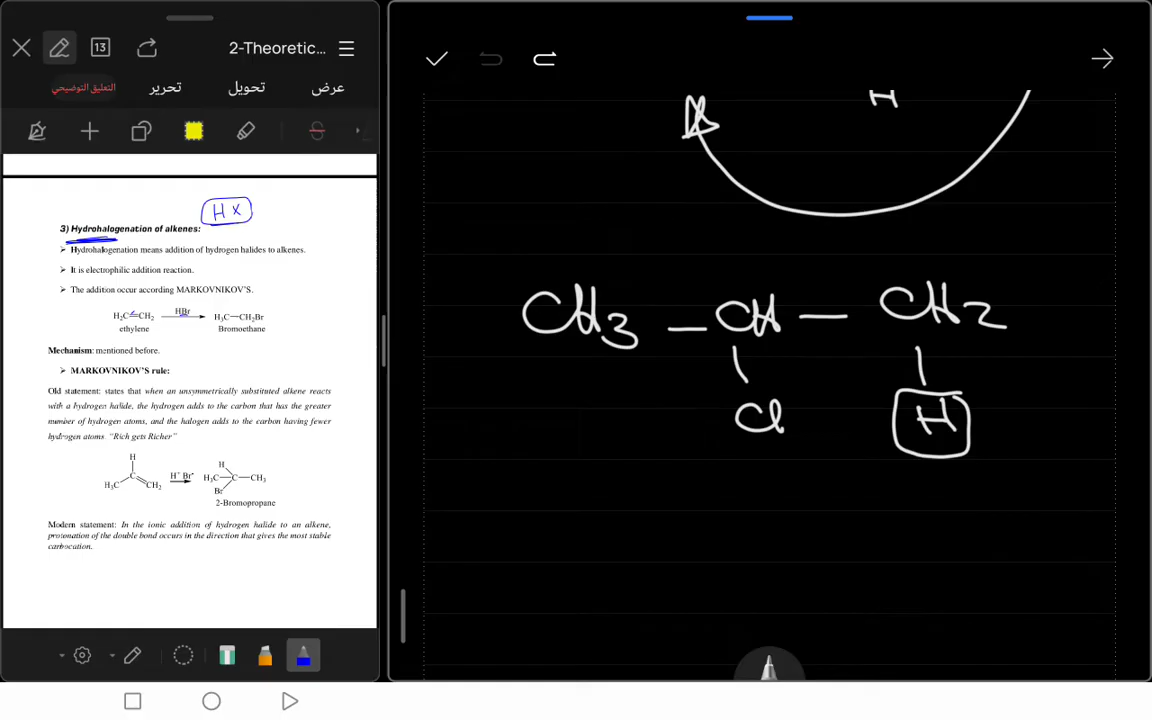 13
2-Theoretic...
التعليق التوضيحي
تحرير
تحويل
عرض
HX
3) Hydrohalogenation of alkenes:
➢ Hydrohalogenation means addition of hydrogen halides to alkenes.
➢ It is electrophilic addition reaction.
➢ The addition occur according MARKOVNIKOV'S.
H2C=CH2 HBr H3C—CH2Br
ethylene Bromoethane
Mechanism: mentioned before.
➢ MARKOVNIKOV'S rule:
Old statement: states that when an unsymmetrically substituted alkene reacts
with a hydrogen halide, the hydrogen adds to the carbon that has the greater
number of hydrogen atoms, and the halogen adds to the carbon having fewer
hydrogen atoms. "Rich gets Richer"
H H
H3C C CH2 H+ Br- H3C—C—CH3
Br
2-Bromopropane
Modern statement: In the ionic addition of hydrogen halide to an alkene,
protonation of the double bond occurs in the direction that gives the most stable
carbocation.
H
CH3 — CH — CH2
Cl H